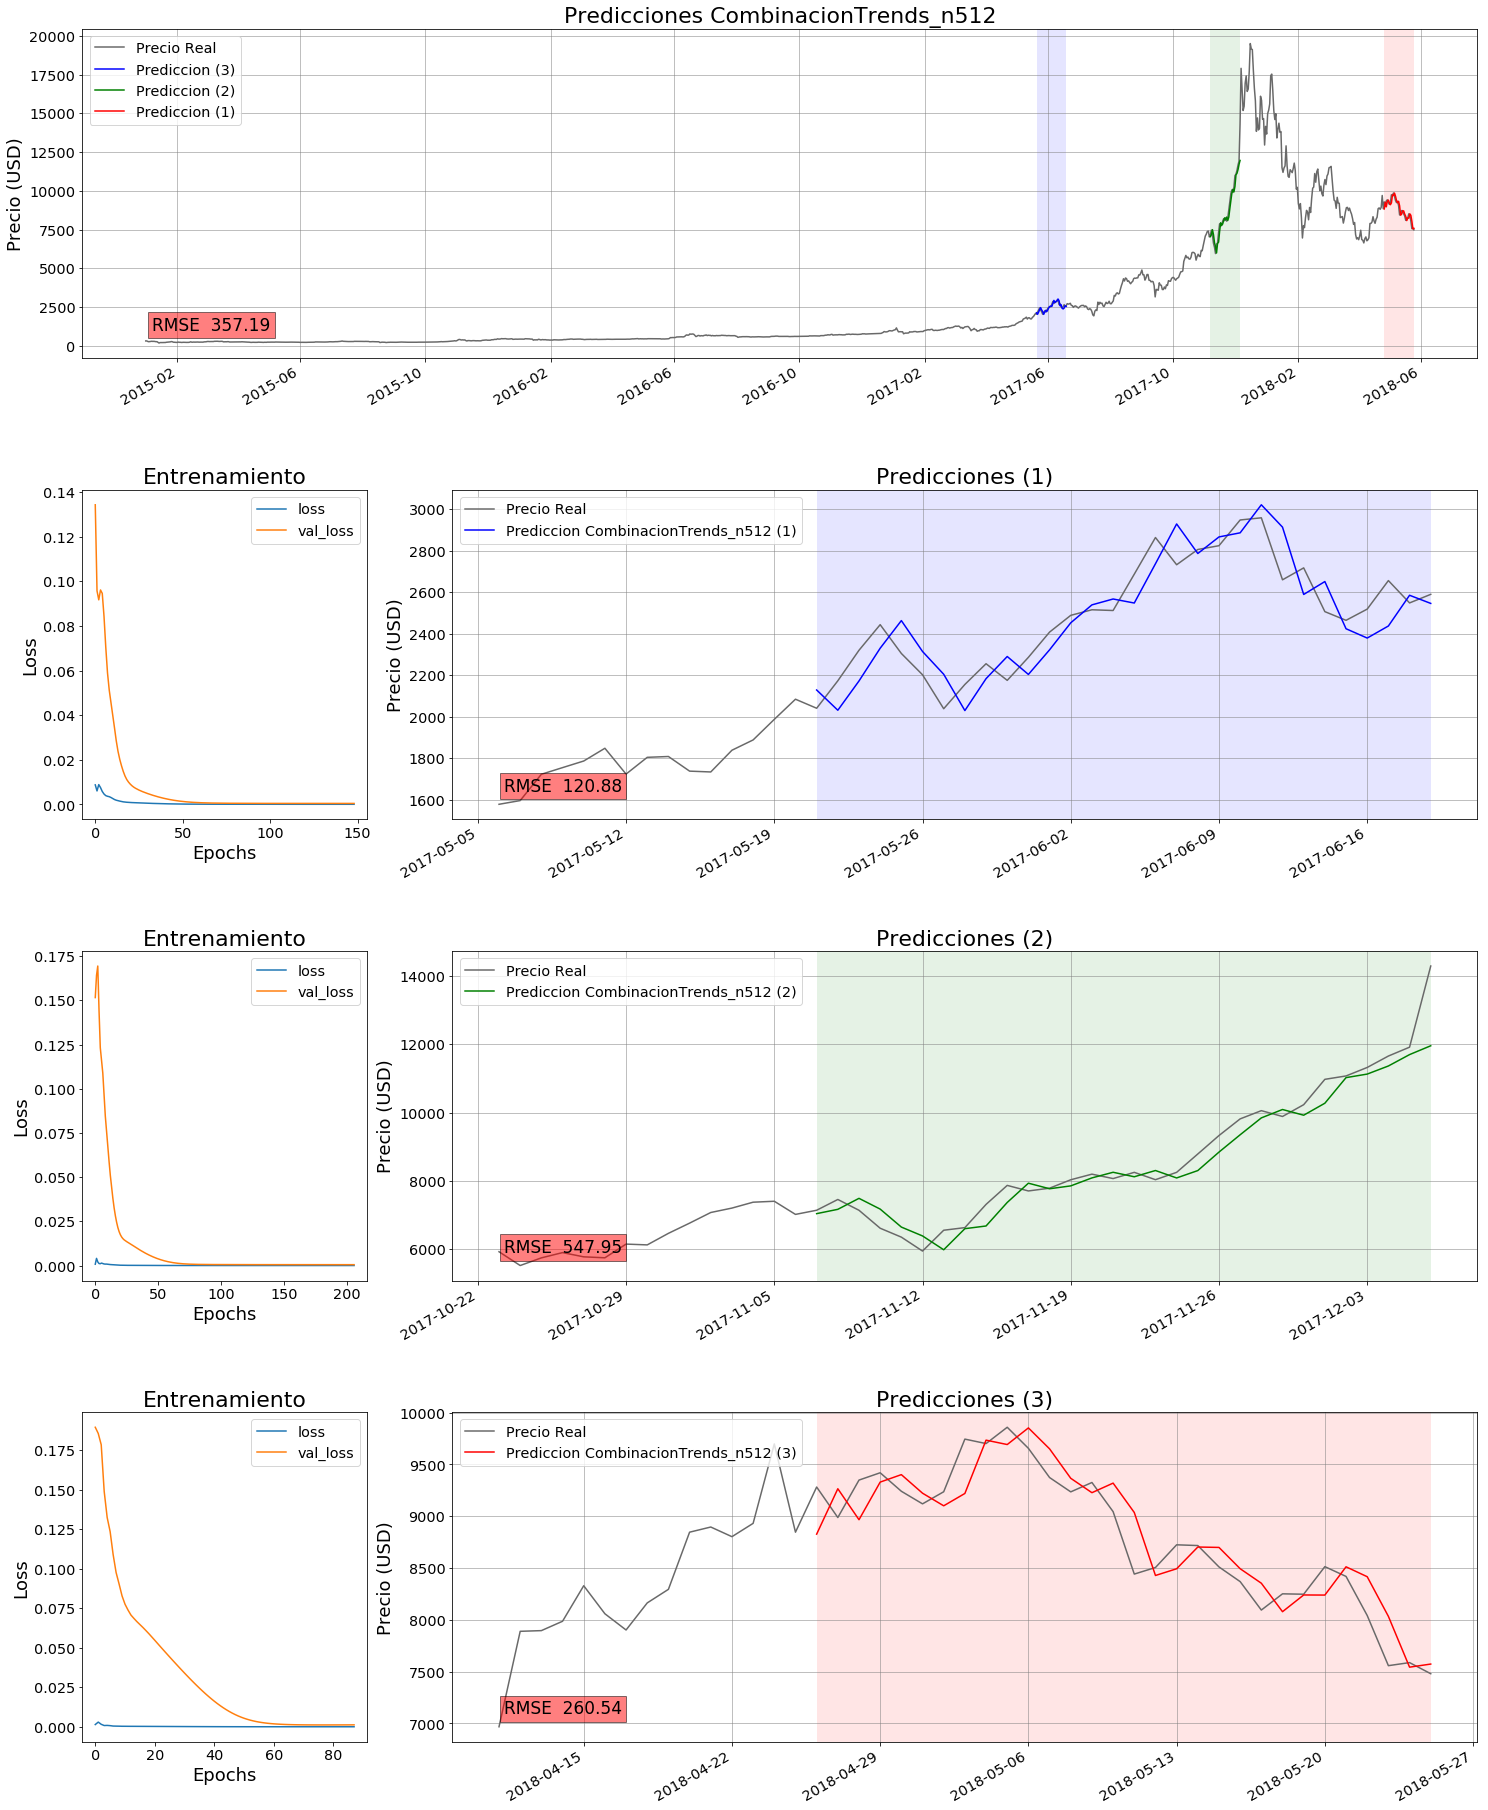 Predicciones CombinacionTrends_n512
Precio (USD)
20000
17500
15000
12500
10000
7500
5000
2500
0
Precio Real
Prediccion (3)
Prediccion (2)
Prediccion (1)
RMSE 357.19
2015-02 2015-06 2015-10 2016-02 2016-06 2016-10 2017-02 2017-06 2017-10 2018-02 2018-06
Entrenamiento
Loss
0.14
0.12
0.10
0.08
0.06
0.04
0.02
0.00
loss
val_loss
0 50 100 150
Epochs
Predicciones (1)
Precio (USD)
3000
2800
2600
2400
2200
2000
1800
1600
Precio Real
Prediccion CombinacionTrends_n512 (1)
RMSE 120.88
2017-05-05 2017-05-12 2017-05-19 2017-05-26 2017-06-02 2017-06-09 2017-06-16
Entrenamiento
Loss
0.175
0.150
0.125
0.100
0.075
0.050
0.025
0.000
loss
val_loss
0 50 100 150 200
Epochs
Predicciones (2)
Precio (USD)
14000
12000
10000
8000
6000
Precio Real
Prediccion CombinacionTrends_n512 (2)
RMSE 547.95
2017-10-22 2017-10-29 2017-11-05 2017-11-12 2017-11-19 2017-11-26 2017-12-03
Entrenamiento
Loss
0.175
0.150
0.125
0.100
0.075
0.050
0.025
0.000
loss
val_loss
0 20 40 60 80
Epochs
Predicciones (3)
Precio (USD)
10000
9500
9000
8500
8000
7500
7000
Precio Real
Prediccion CombinacionTrends_n512 (3)
RMSE 260.54
2018-04-15 2018-04-22 2018-04-29 2018-05-06 2018-05-13 2018-05-20 2018-05-27